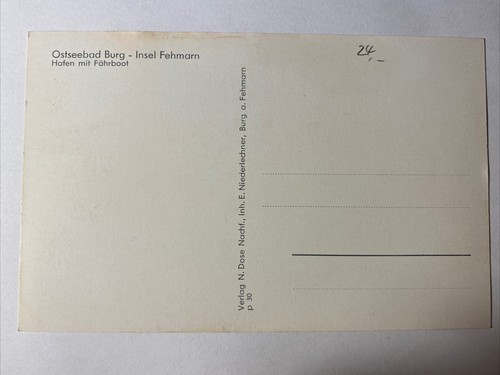 Ostseebad Burg - Insel Fehmarn
Hafen mit Fährboot
24,-
Verlag N. Dose Nachf., Inh. E. Niederlechner, Burg a. Fehmarn
P 30